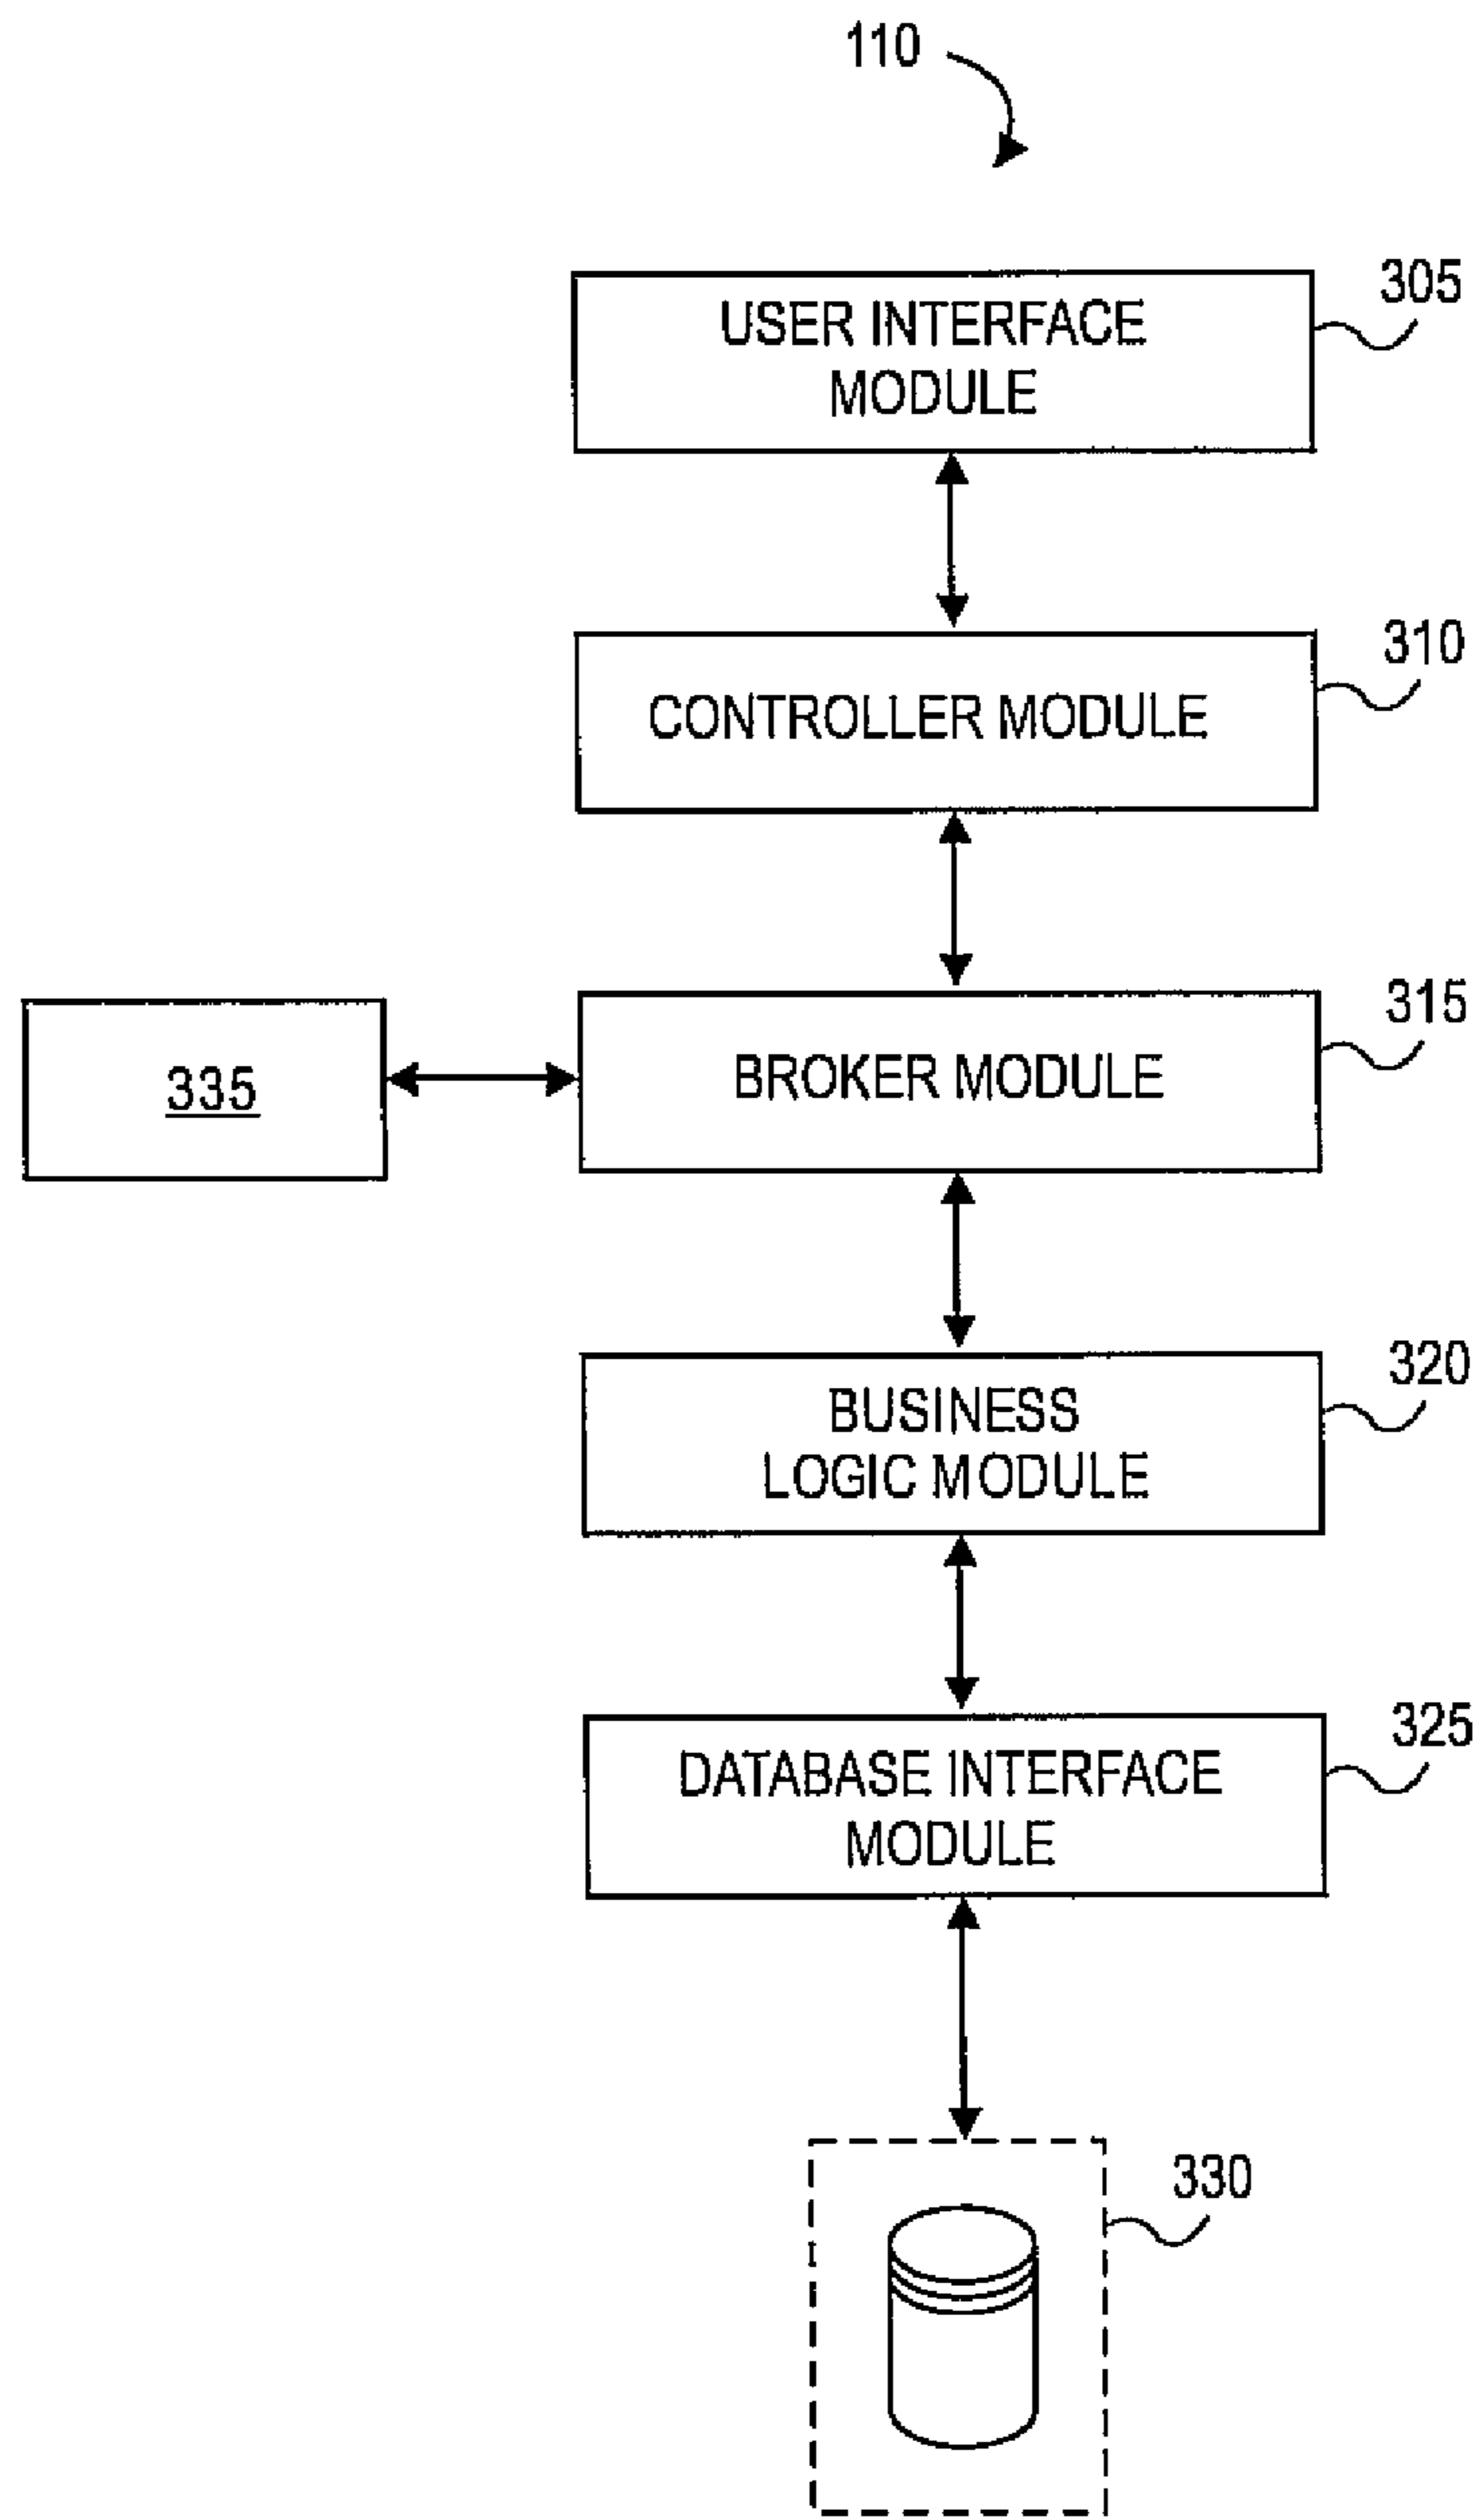 110
305
USER INTERFACE
MODULE
310
CONTROLLER MODULE
315
335
BROKER MODULE
320
BUSINESS
LOGIC MODULE
325
DATABASE INTERFACE
MODULE
330